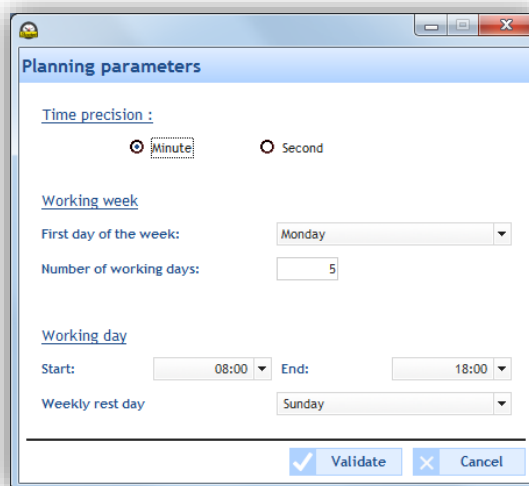 Planning parameters
Time precision :
Minute Second
Working week
First day of the week: Monday
Number of working days: 5
Working day
Start: 08:00 End: 18:00
Weekly rest day Sunday
Validate Cancel